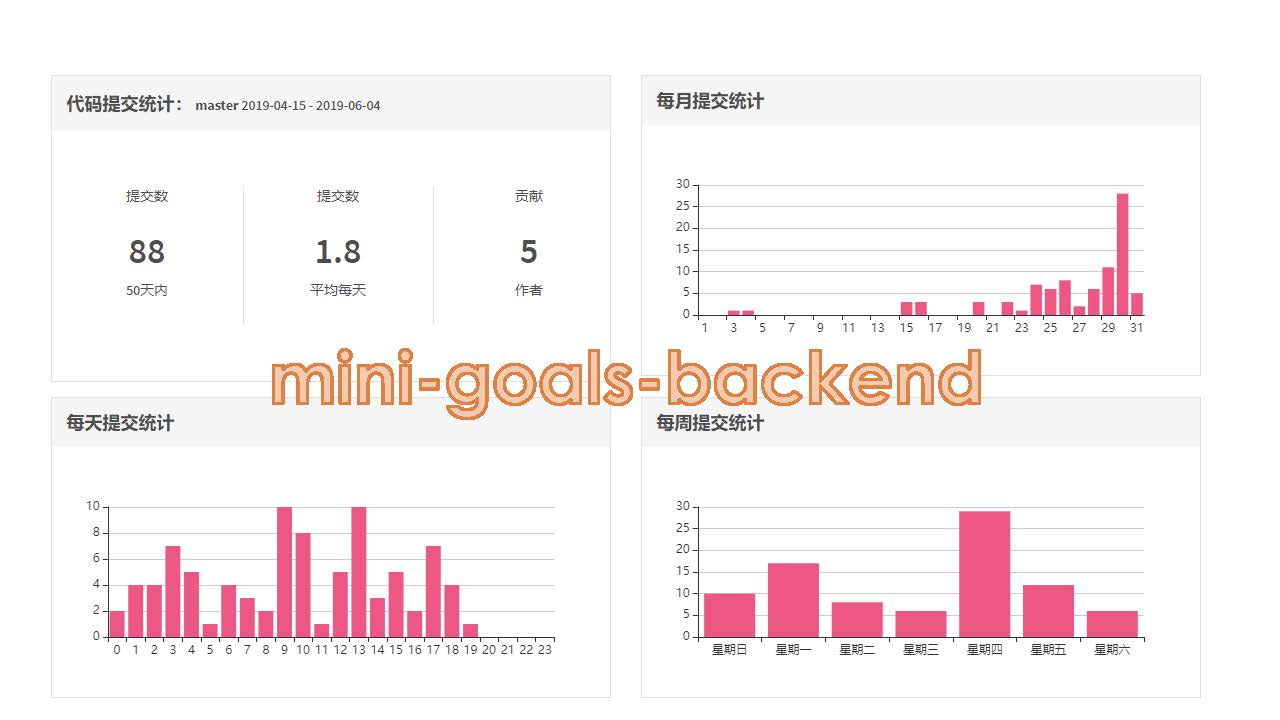 代码提交统计： master 2019-04-15 - 2019-06-04
提交数
88
50天内
提交数
1.8
平均每天
贡献
5
作者
每月提交统计
30
25
20
15
10
5
0
1 3 5 7 9 11 13 15 17 19 21 23 25 27 29 31
mini-goals-backend
每天提交统计
10
8
6
4
2
0
0 1 2 3 4 5 6 7 8 9 10 11 12 13 14 15 16 17 18 19 20 21 22 23
每周提交统计
30
25
20
15
10
5
0
星期日 星期一 星期二 星期三 星期四 星期五 星期六